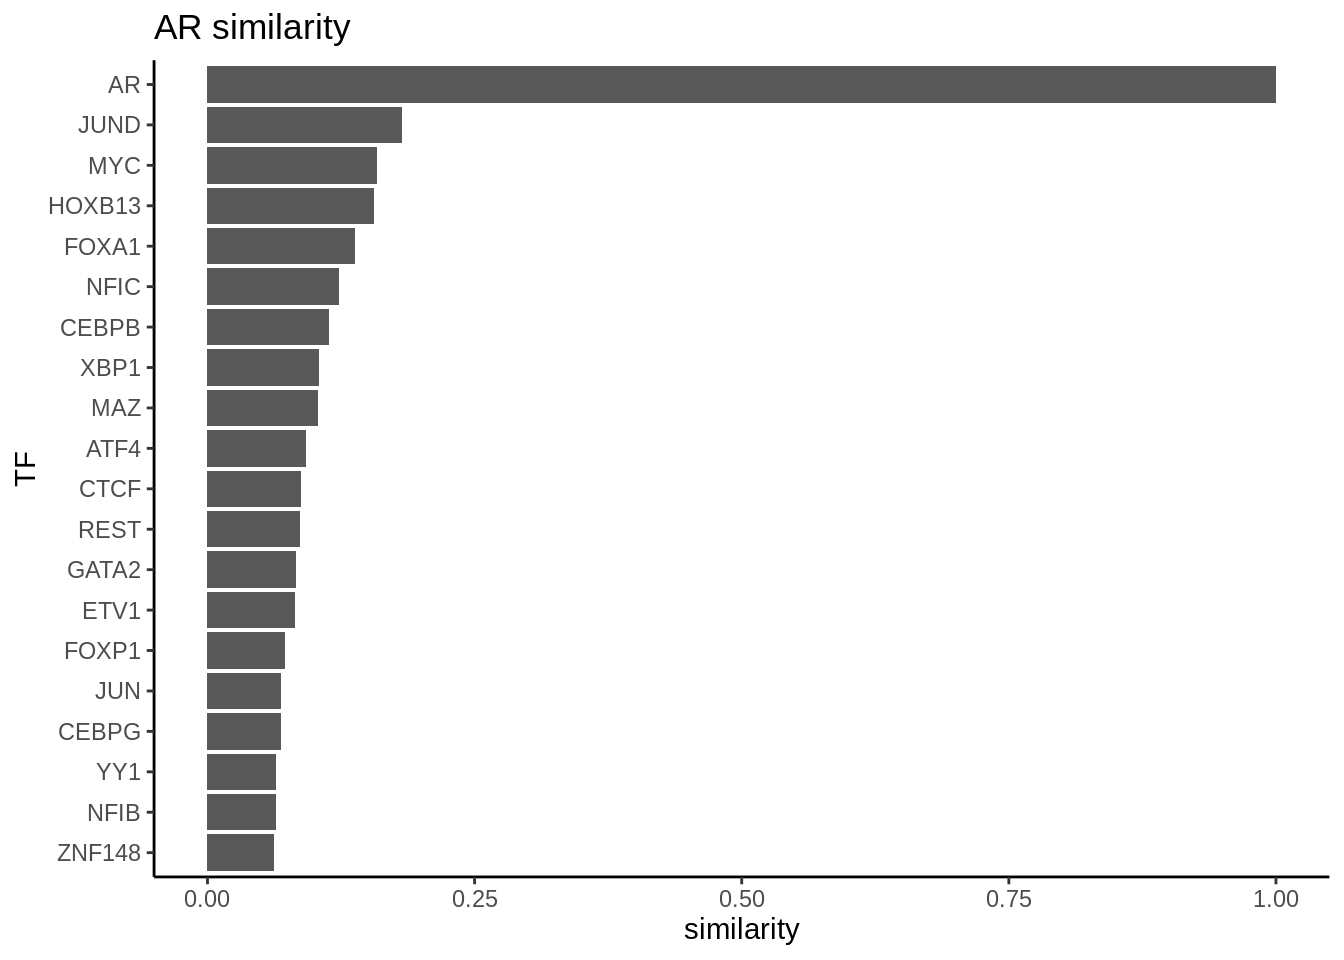 AR similarity
AR
JUND
MYC
HOXB13
FOXA1
NFIC
CEBPB
XBP1
MAZ
ATF4
CTCF
REST
GATA2
ETV1
FOXP1
JUN
CEBPG
YY1
NFIB
ZNF148
TF
0.00 0.25 0.50 0.75 1.00
similarity